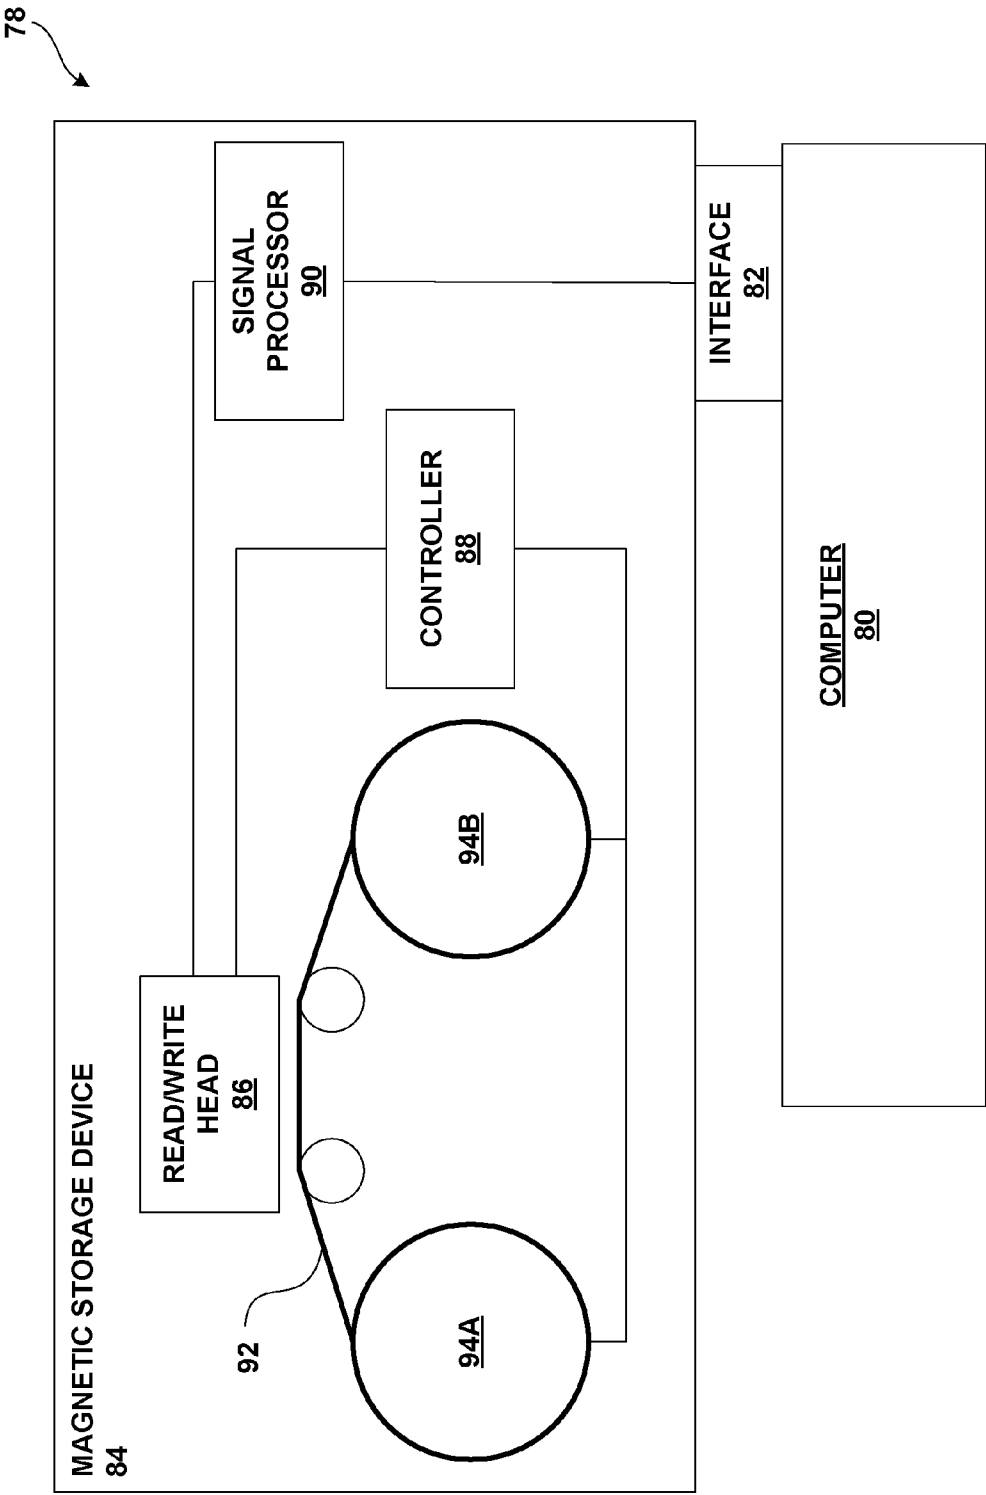 78
MAGNETIC STORAGE DEVICE
84
READ/WRITE
HEAD
86
SIGNAL
PROCESSOR
90
92
CONTROLLER
88
94A
94B
INTERFACE
82
COMPUTER
80